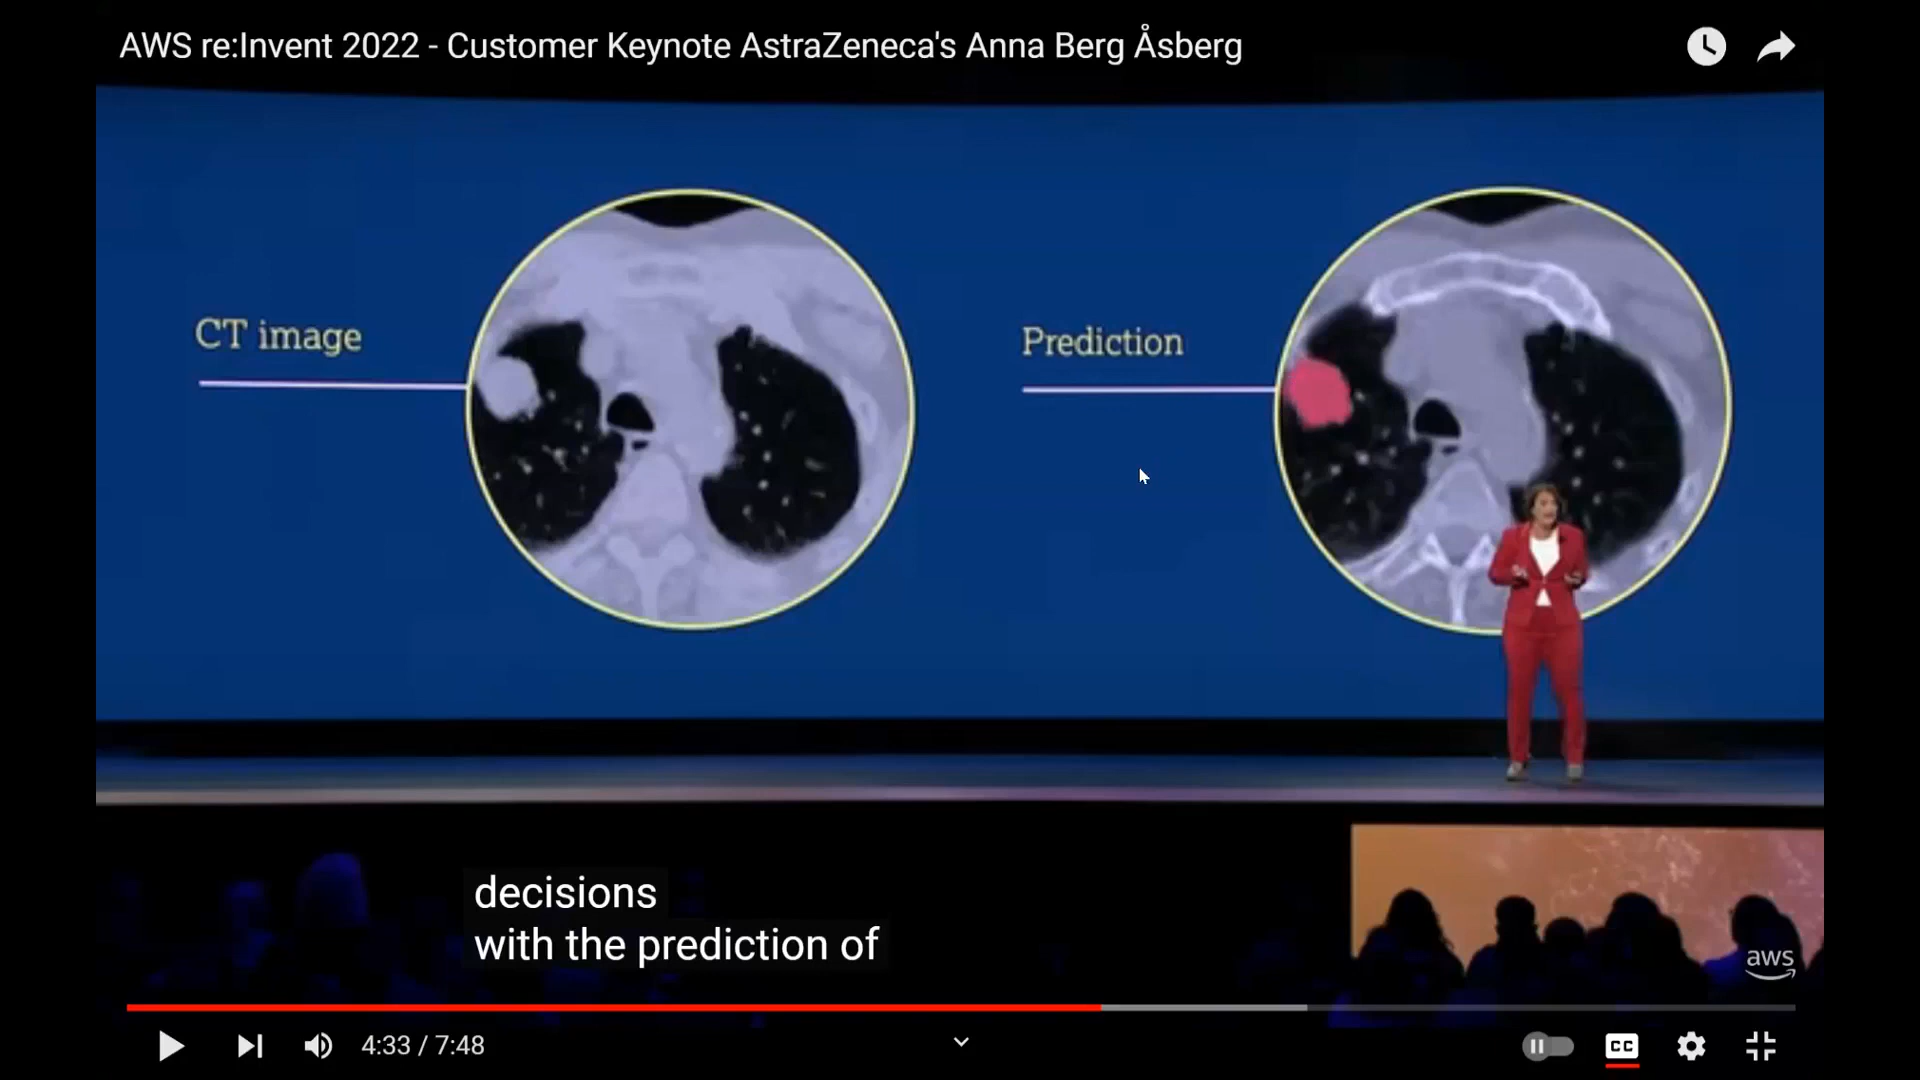 AWS re:Invent 2022 - Customer Keynote AstraZeneca's Anna Berg Åsberg
CT image
Prediction
decisions
with the prediction of
aws
4:33 / 7:48
CC